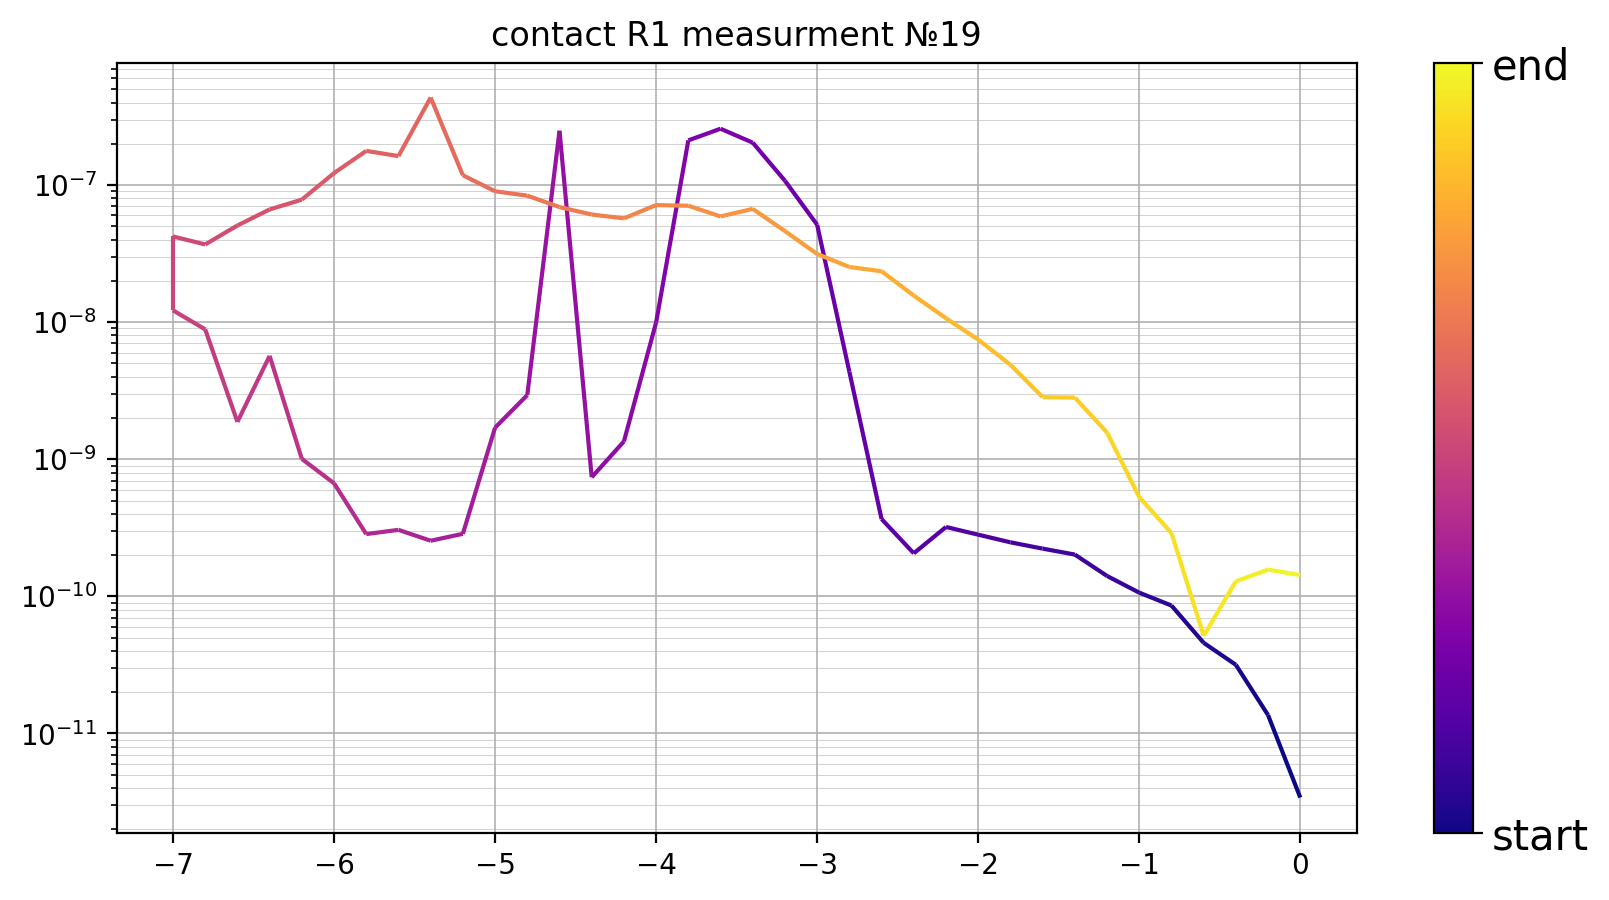 contact R1 measurment №19
10⁻⁷
10⁻⁸
10⁻⁹
10⁻¹⁰
10⁻¹¹
−7 −6 −5 −4 −3 −2 −1 0
end
start